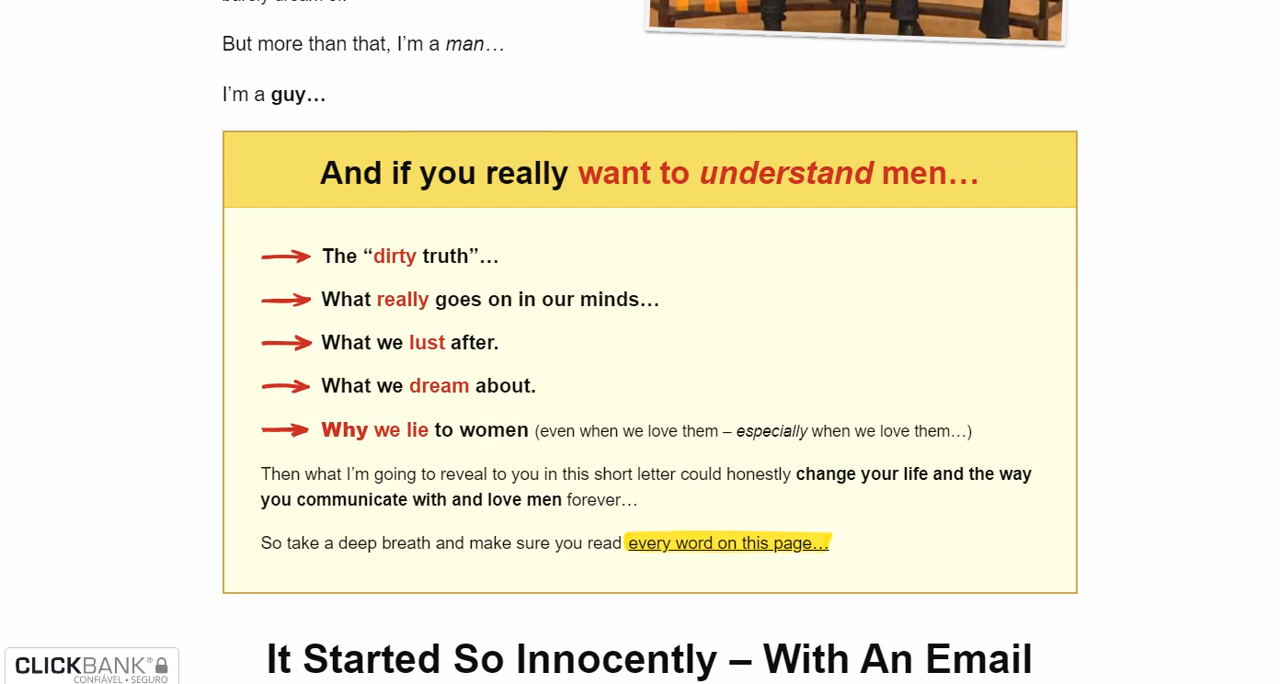 But more than that, I'm a man…
I'm a guy…
And if you really want to understand men…
The “dirty truth”…
What really goes on in our minds…
What we lust after.
What we dream about.
Why we lie to women (even when we love them – especially when we love them…)
Then what I'm going to reveal to you in this short letter could honestly change your life and the way
you communicate with and love men forever…
So take a deep breath and make sure you read every word on this page…
It Started So Innocently – With An Email
CLICKBANK®
CONFIÁVEL • SEGURO